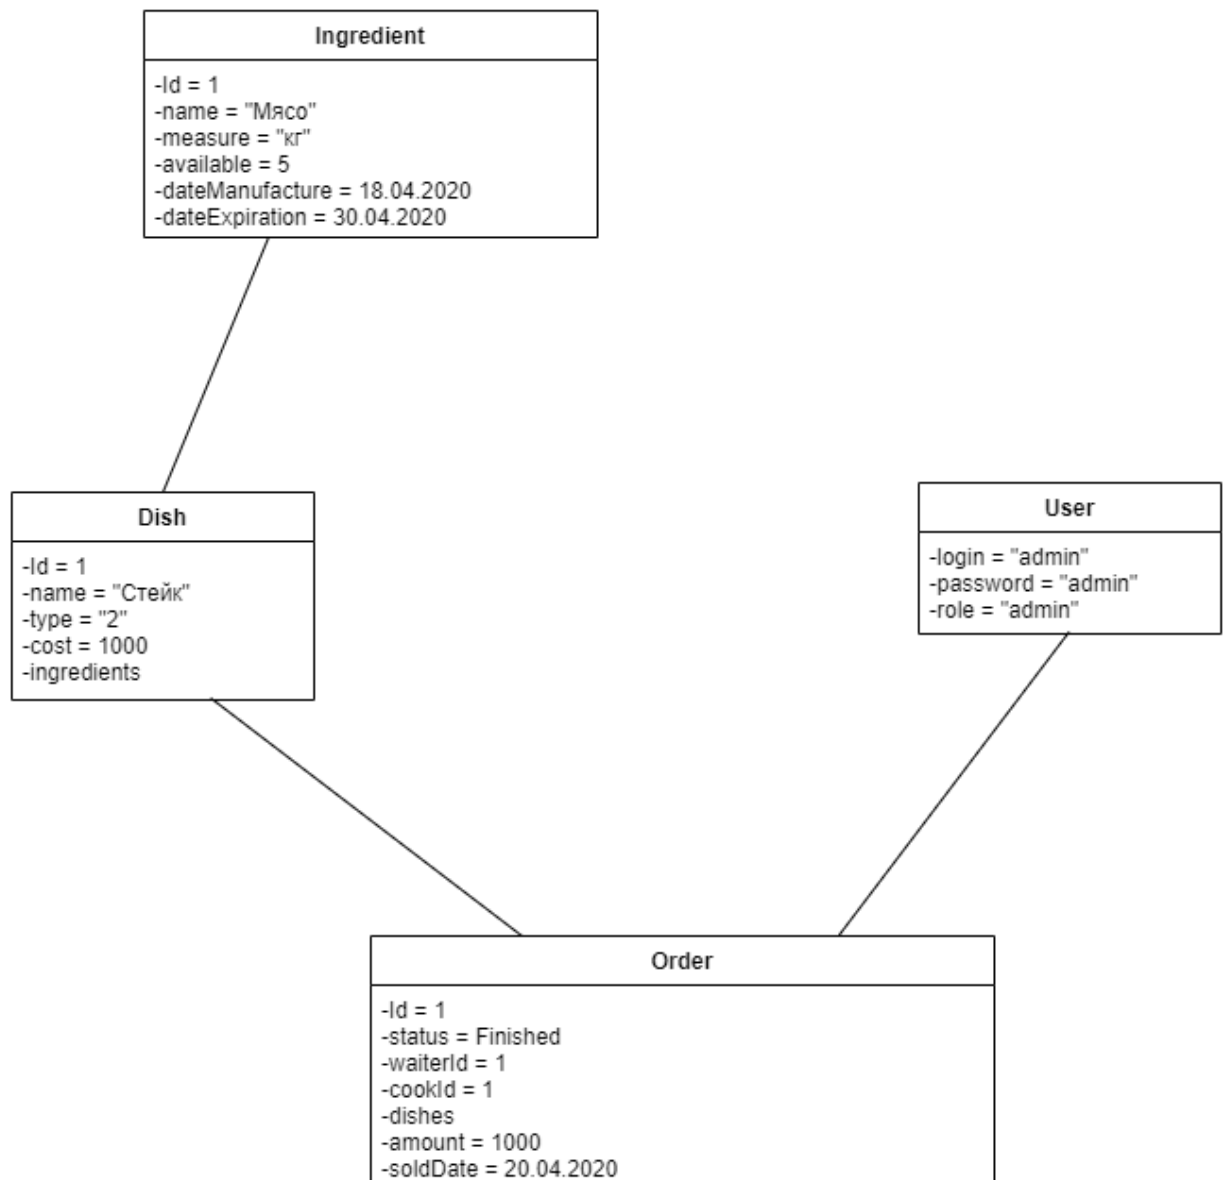 Ingredient
-Id = 1
-name = "Мясо"
-measure = "кг"
-available = 5
-dateManufacture = 18.04.2020
-dateExpiration = 30.04.2020
Dish
-Id = 1
-name = "Стейк"
-type = "2"
-cost = 1000
-ingredients
User
-login = "admin"
-password = "admin"
-role = "admin"
Order
-Id = 1
-status = Finished
-waiterId = 1
-cookId = 1
-dishes
-amount = 1000
-soldDate = 20.04.2020